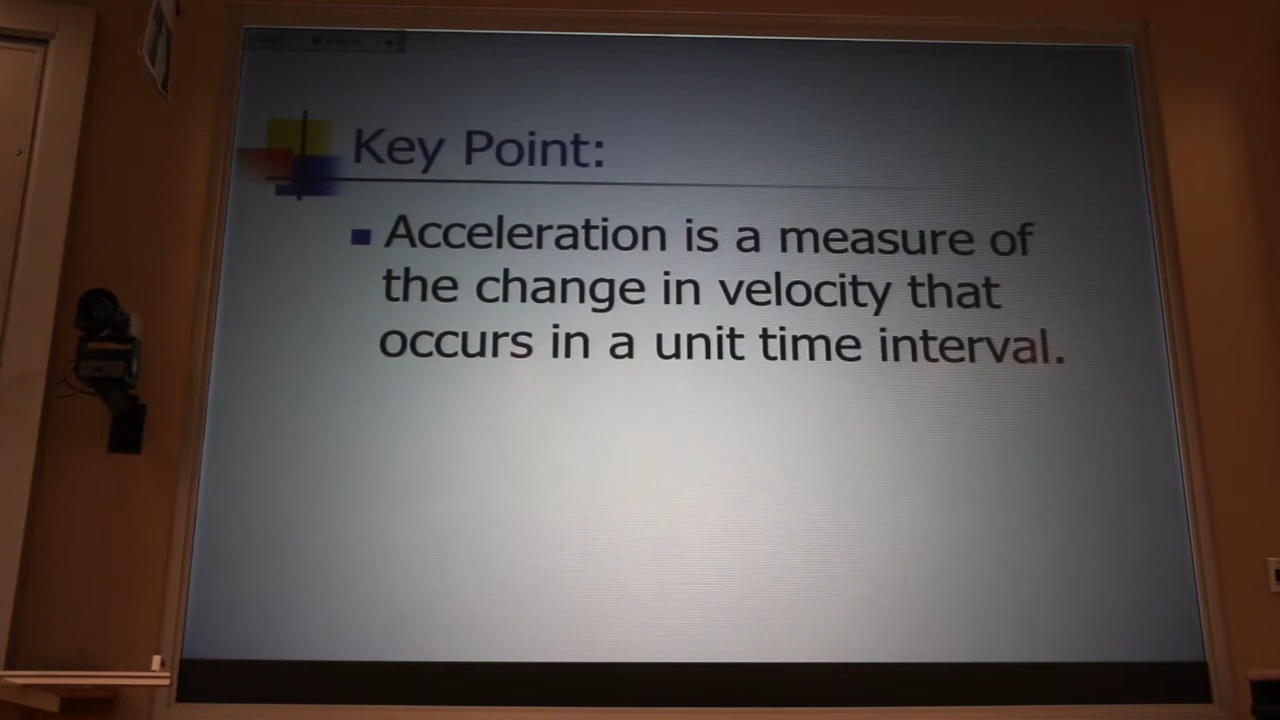 Key Point:
Acceleration is a measure of
the change in velocity that
occurs in a unit time interval.